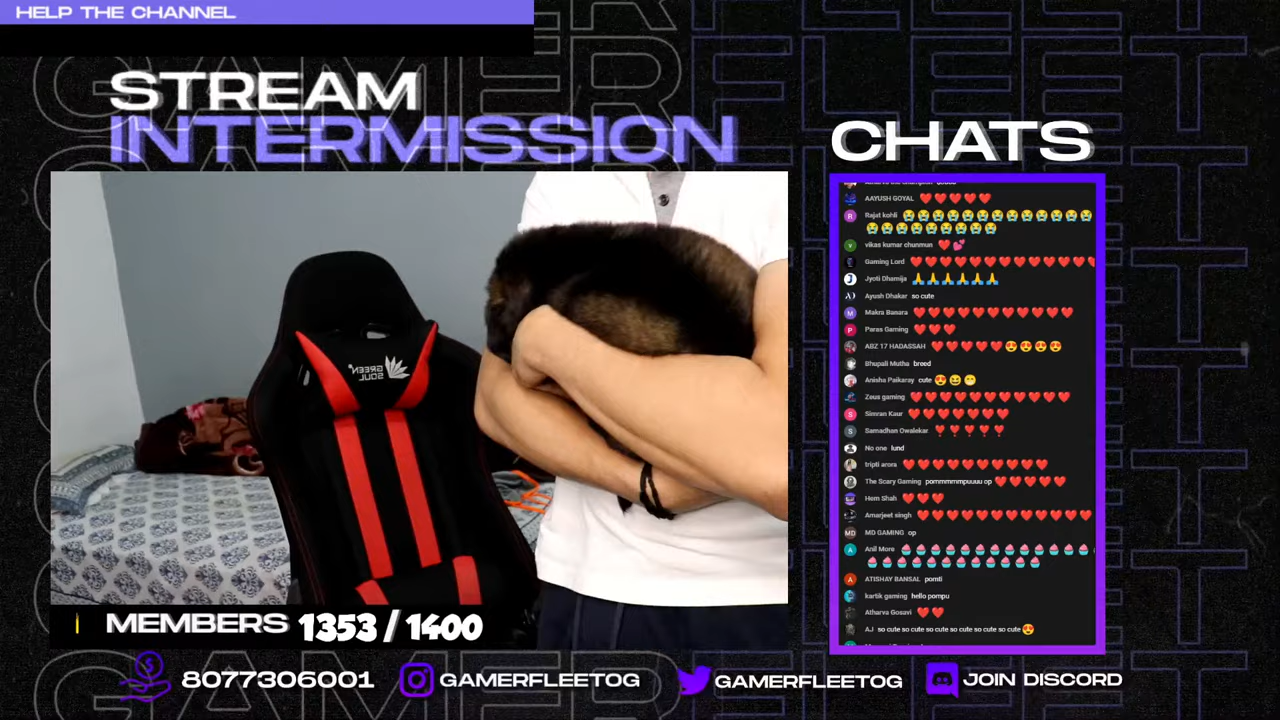 HELP THE CHANNEL
STREAM
INTERMISSION
CHATS
AAYUSH GOYAL ❤❤❤❤❤
Rajat kohli 😭😭😭😭😭😭😭😭😭😭😭😭😭
😭😭😭😭😭😭😭😭😭
vikas kumar chunmun ❤💕
Gaming Lord ❤❤❤❤❤❤❤❤❤❤❤❤❤
Jyoti Dhamija 🙏🙏🙏🙏🙏🙏
Ayush Dhakar so cute
Makra Banara ❤❤❤❤❤❤❤❤❤❤❤
Paras Gaming ❤❤❤
ABZ 17 HADASSAH ❤❤❤❤❤😍😍😍😍
Bhupali Mutha breed
Anisha Paikaray cute 😍😆😁
Zeus gaming ❤❤❤❤❤❤❤❤❤❤❤
Simran Kaur ❤❤❤❤❤❤❤
Samadhan Owalekar ❣❣❣❣❣
No one lund
tripti arora ❤❤❤❤❤❤❤❤❤❤
The Scary Gaming pommmmmpuuuu op ❤❤❤❤❤
Hem Shah ❤❤❤
Amarjeet singh ❤❤❤❤❤❤❤❤❤❤❤❤
MD GAMING op
Anil More 🧁🧁🧁🧁🧁🧁🧁🧁🧁🧁🧁🧁🧁
🧁🧁🧁🧁🧁🧁🧁🧁🧁🧁🧁🧁
ATISHAY BANSAL pomti
kartik gaming hello pompu
Atharva Gosavi ❤❤
A.J so cute so cute so cute so cute so cute so cute 😍
GREEN SOUL
MEMBERS 1353 / 1400
8077306001 GAMERFLEETOG GAMERFLEETOG JOIN DISCORD
GAMERFLEET